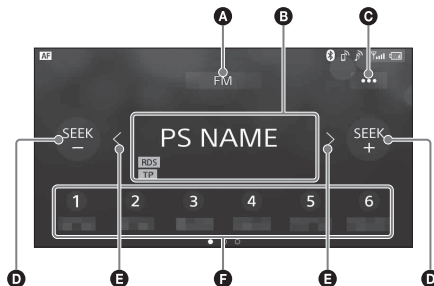 A B C
AF
FM
SEEK
−
PS NAME
SEEK
+
RDS
TP
D E E D
1 2 3 4 5 6
F